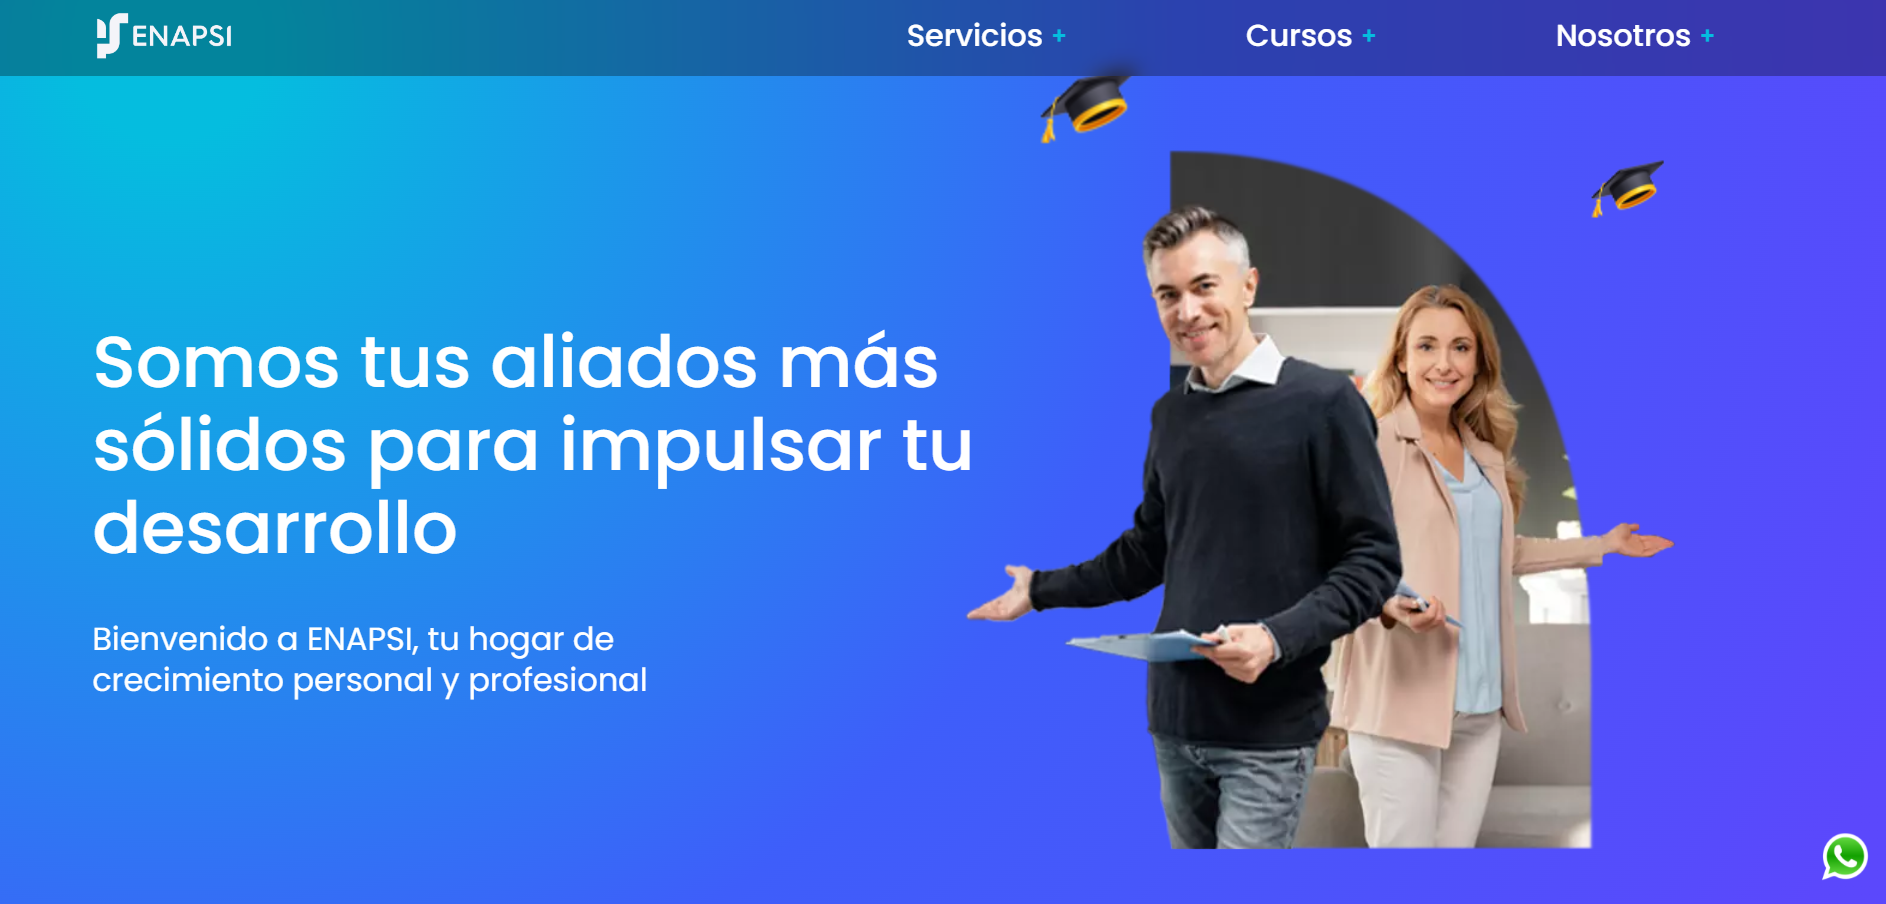 ENAPSI
Servicios +
Cursos +
Nosotros +
Somos tus aliados más
sólidos para impulsar tu
desarrollo
Bienvenido a ENAPSI, tu hogar de
crecimiento personal y profesional